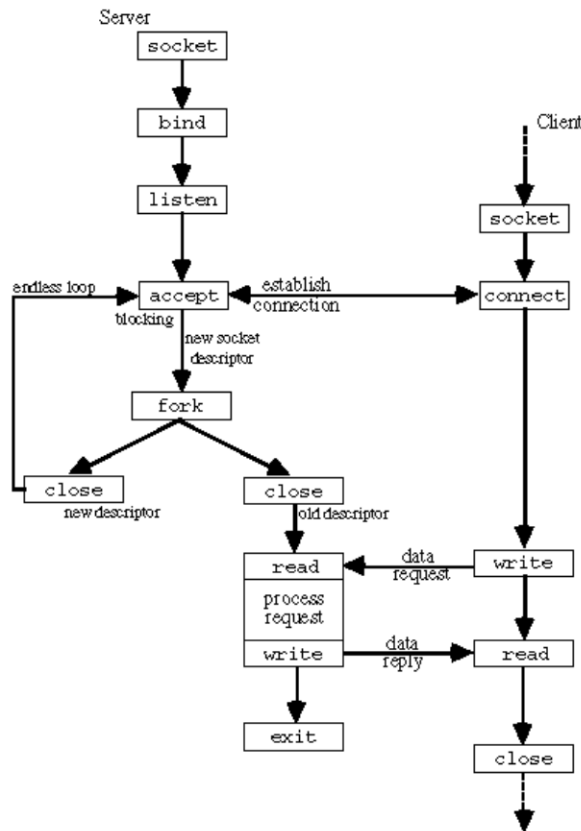 Server
socket
bind
Client
listen
socket
endless loop
accept
establish
connection
connect
blocking
new socket
descriptor
fork
close
close
new descriptor
old descriptor
read
data
request
write
process
request
write
data
reply
read
exit
close